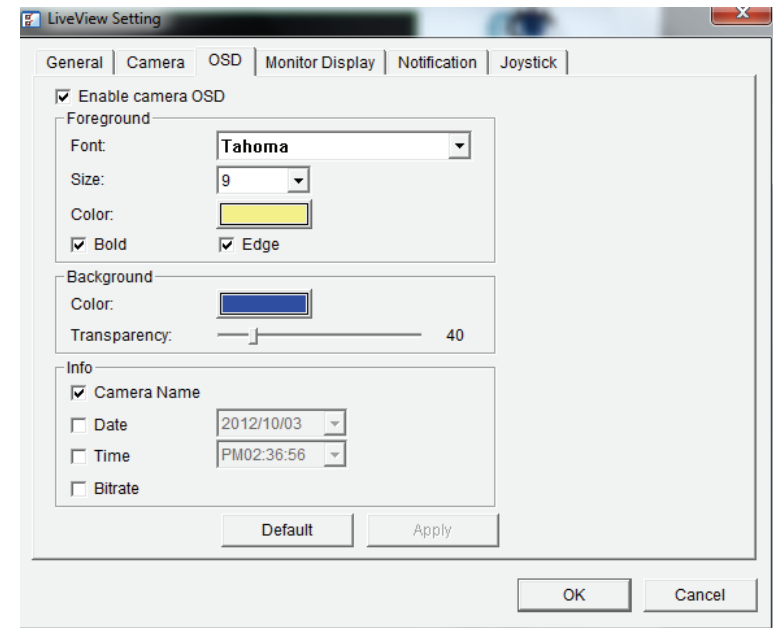 LiveView Setting
X
General Camera OSD Monitor Display Notification Joystick
Enable camera OSD
Foreground
Font: Tahoma
Size: 9
Color:
Bold Edge
Background
Color:
Transparency: 40
Info
Camera Name
Date 2012/10/03
Time PM02:36:56
Bitrate
Default Apply
OK Cancel